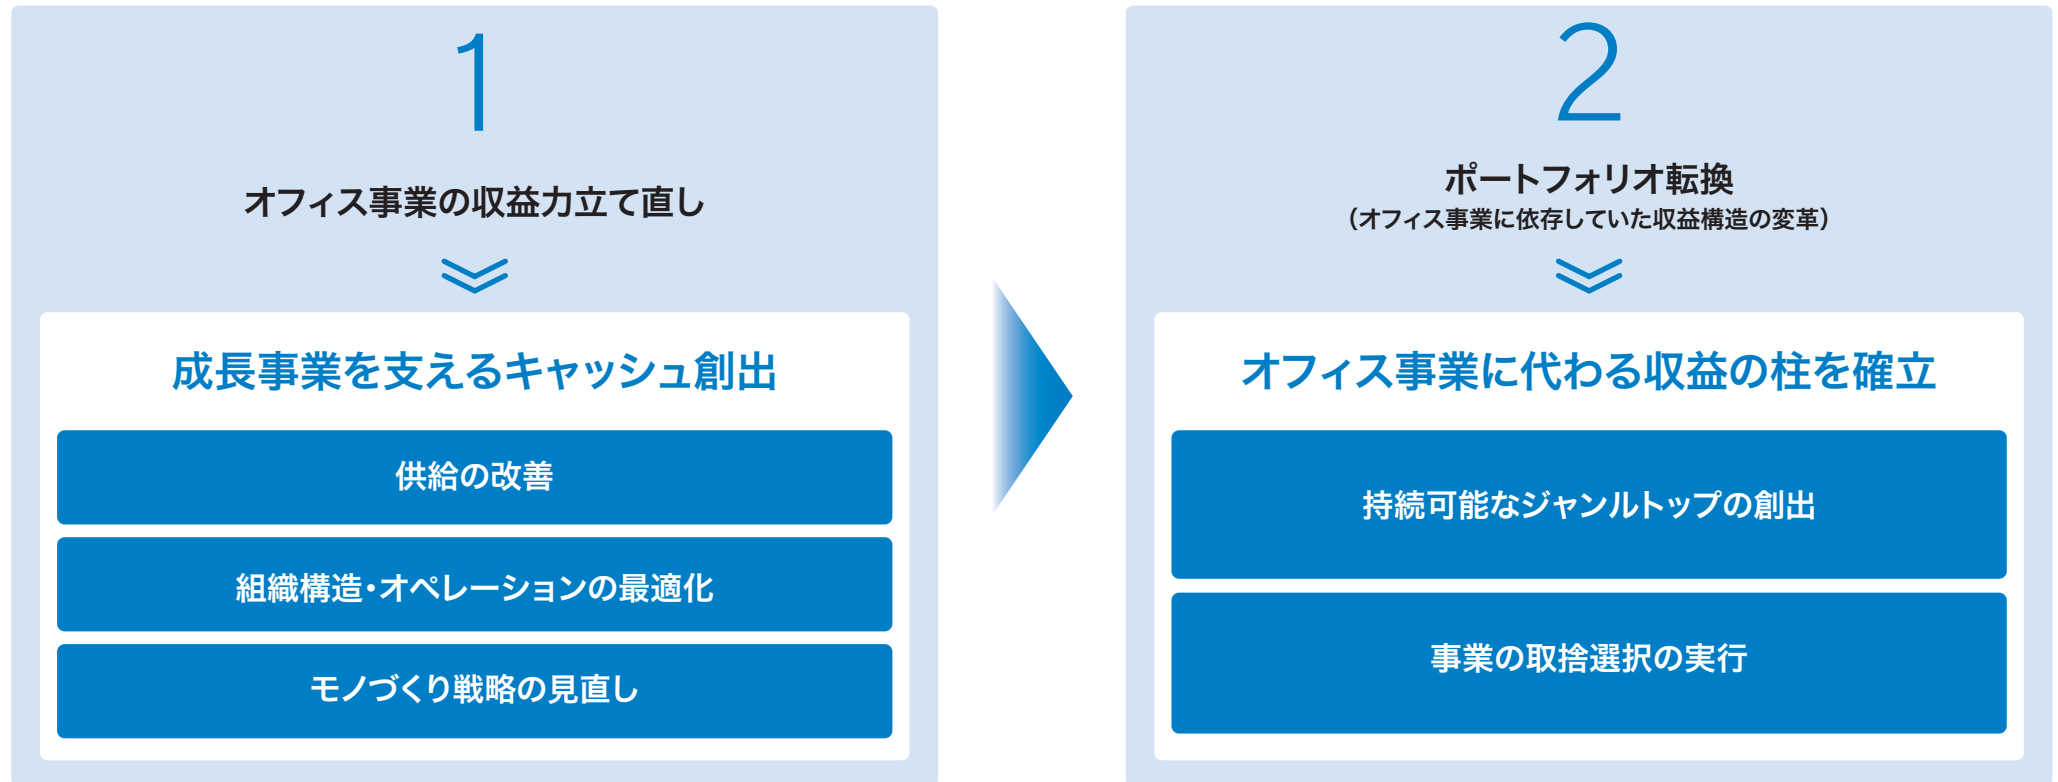 1
オフィス事業の収益力立て直し
成長事業を支えるキャッシュ創出
供給の改善
組織構造・オペレーションの最適化
モノづくり戦略の見直し
2
ポートフォリオ転換
（オフィス事業に依存していた収益構造の変革）
オフィス事業に代わる収益の柱を確立
持続可能なジャンルトップの創出
事業の取捨選択の実行